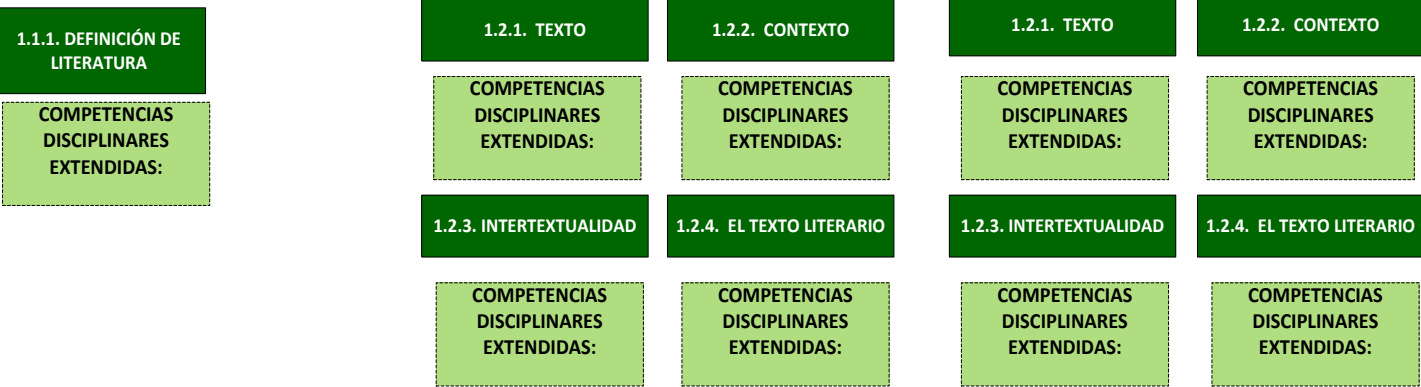 1.1.1. DEFINICIÓN DE
LITERATURA
COMPETENCIAS
DISCIPLINARES
EXTENDIDAS:
1.2.1. TEXTO
COMPETENCIAS
DISCIPLINARES
EXTENDIDAS:
1.2.2. CONTEXTO
COMPETENCIAS
DISCIPLINARES
EXTENDIDAS:
1.2.3. INTERTEXTUALIDAD
COMPETENCIAS
DISCIPLINARES
EXTENDIDAS:
1.2.4. EL TEXTO LITERARIO
COMPETENCIAS
DISCIPLINARES
EXTENDIDAS:
1.2.1. TEXTO
COMPETENCIAS
DISCIPLINARES
EXTENDIDAS:
1.2.2. CONTEXTO
COMPETENCIAS
DISCIPLINARES
EXTENDIDAS:
1.2.3. INTERTEXTUALIDAD
COMPETENCIAS
DISCIPLINARES
EXTENDIDAS:
1.2.4. EL TEXTO LITERARIO
COMPETENCIAS
DISCIPLINARES
EXTENDIDAS: